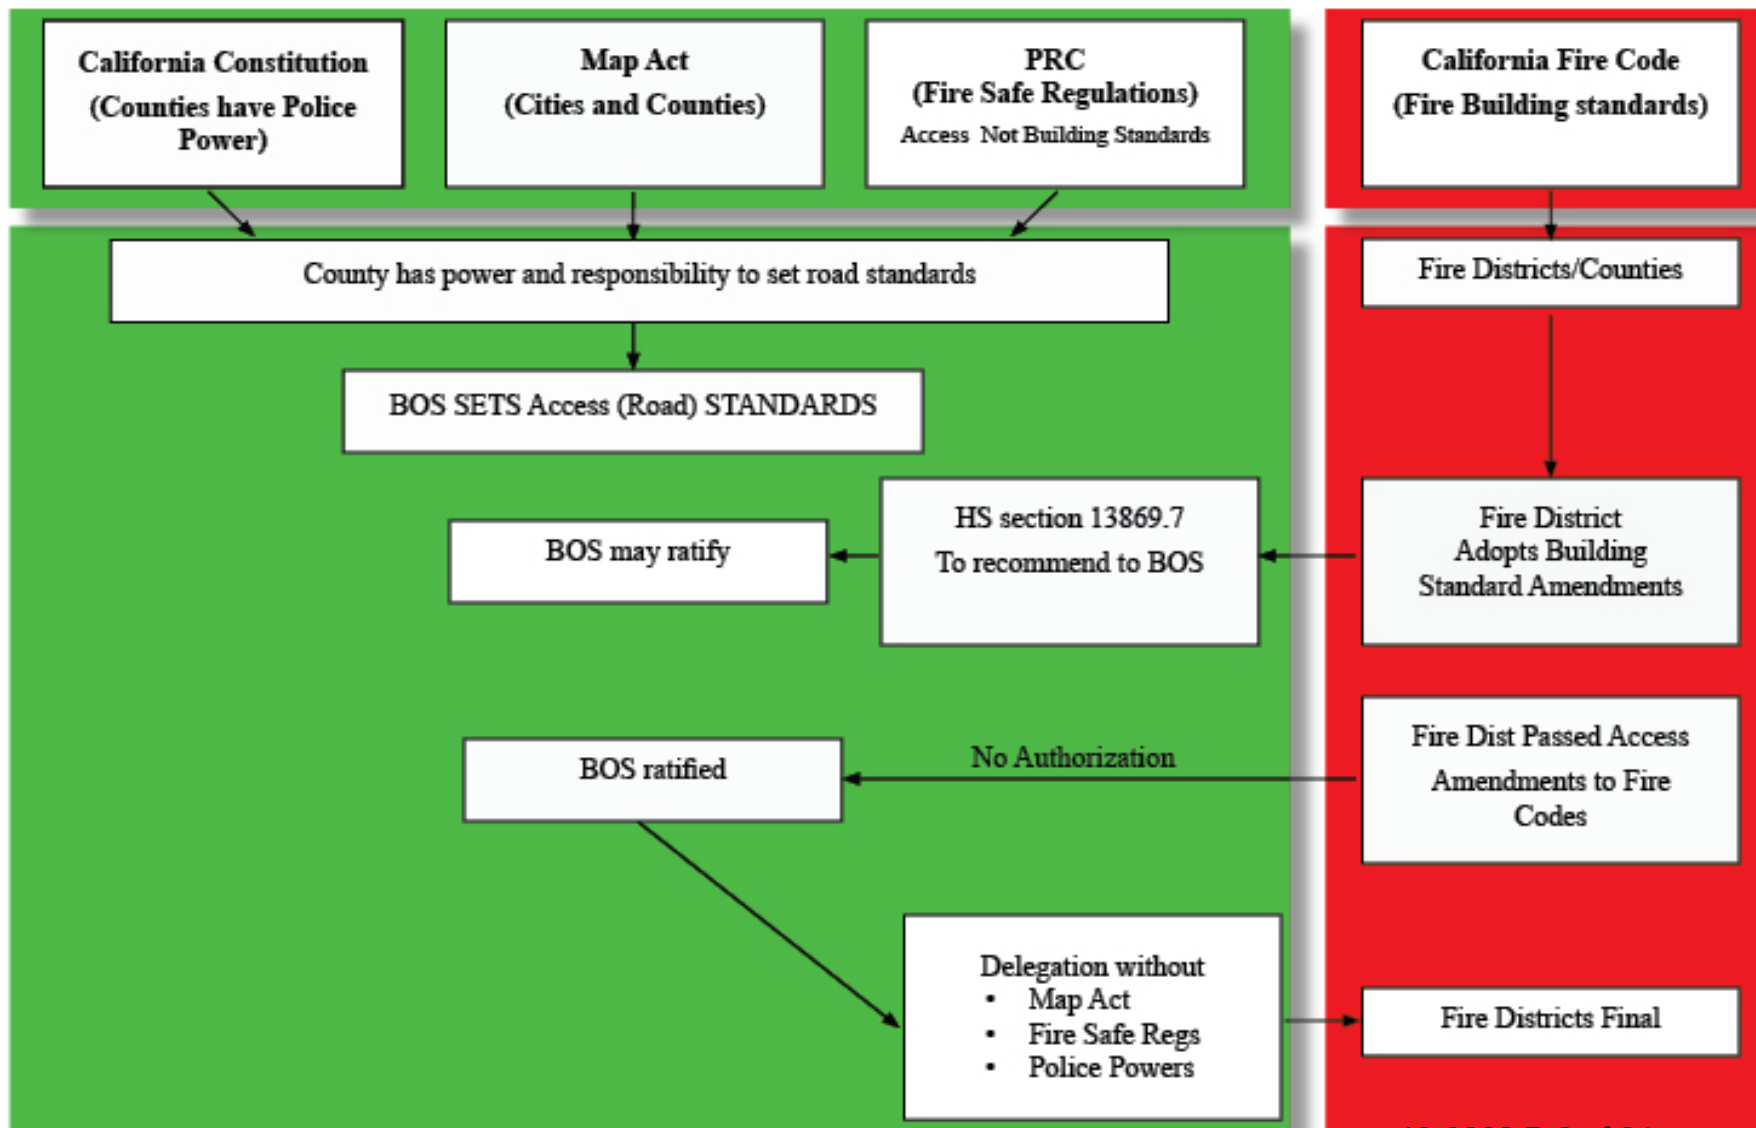 California Constitution
(Counties have Police
Power)
Map Act
(Cities and Counties)
PRC
(Fire Safe Regulations)
Access Not Building Standards
California Fire Code
(Fire Building standards)
County has power and responsibility to set road standards
Fire Districts/Counties
BOS SETS Access (Road) STANDARDS
BOS may ratify
HS section 13869.7
To recommend to BOS
Fire District
Adopts Building
Standard Amendments
BOS ratified
No Authorization
Fire Dist Passed Access
Amendments to Fire
Codes
Delegation without
• Map Act
• Fire Safe Regs
• Police Powers
Fire Districts Final